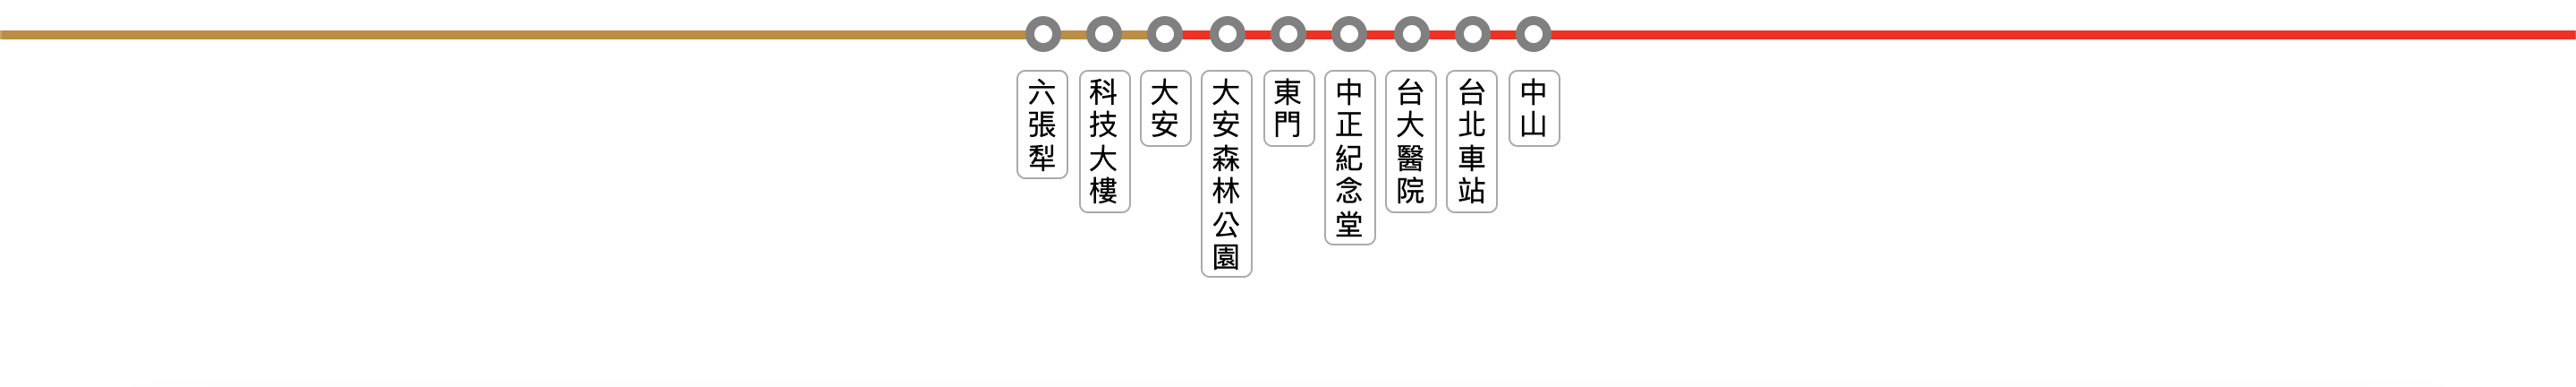 六張犁
科技大樓
大安
大安森林公園
東門
中正紀念堂
台大醫院
台北車站
中山